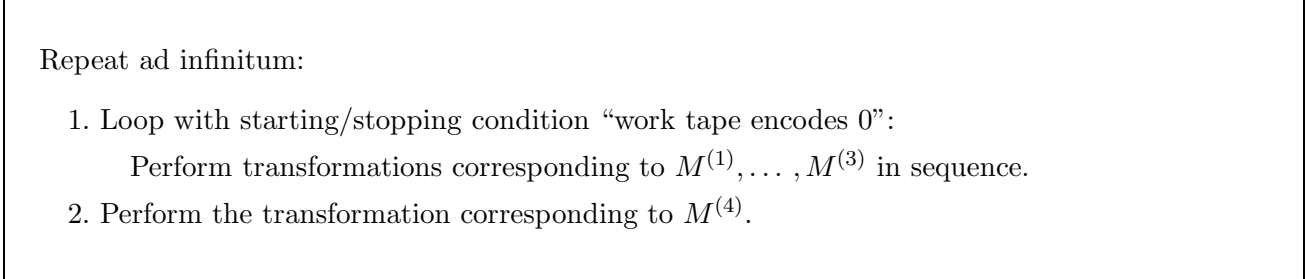 Repeat ad infinitum:
1. Loop with starting/stopping condition “work tape encodes 0”:
Perform transformations corresponding to M^{(1)}, . . . , M^{(3)} in sequence.
2. Perform the transformation corresponding to M^{(4)}.